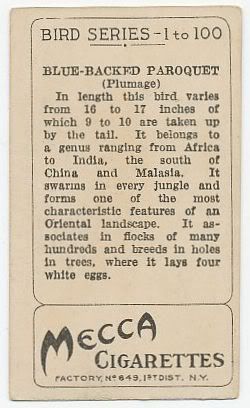 BIRD SERIES-1 to 100
BLUE-BACKED PAROQUET
(Plumage)
In length this bird varies
from 16 to 17 inches of
which 9 to 10 are taken up
by the tail. It belongs to
a genus ranging from Africa
to India, the south of
China and Malasia. It
swarms in every jungle and
forms one of the most
characteristic features of an
Oriental landscape. It as-
sociates in flocks of many
hundreds and breeds in holes
in trees, where it lays four
white eggs.
MECCA
CIGARETTES
FACTORY, No 649, 1ST DIST. N.Y.